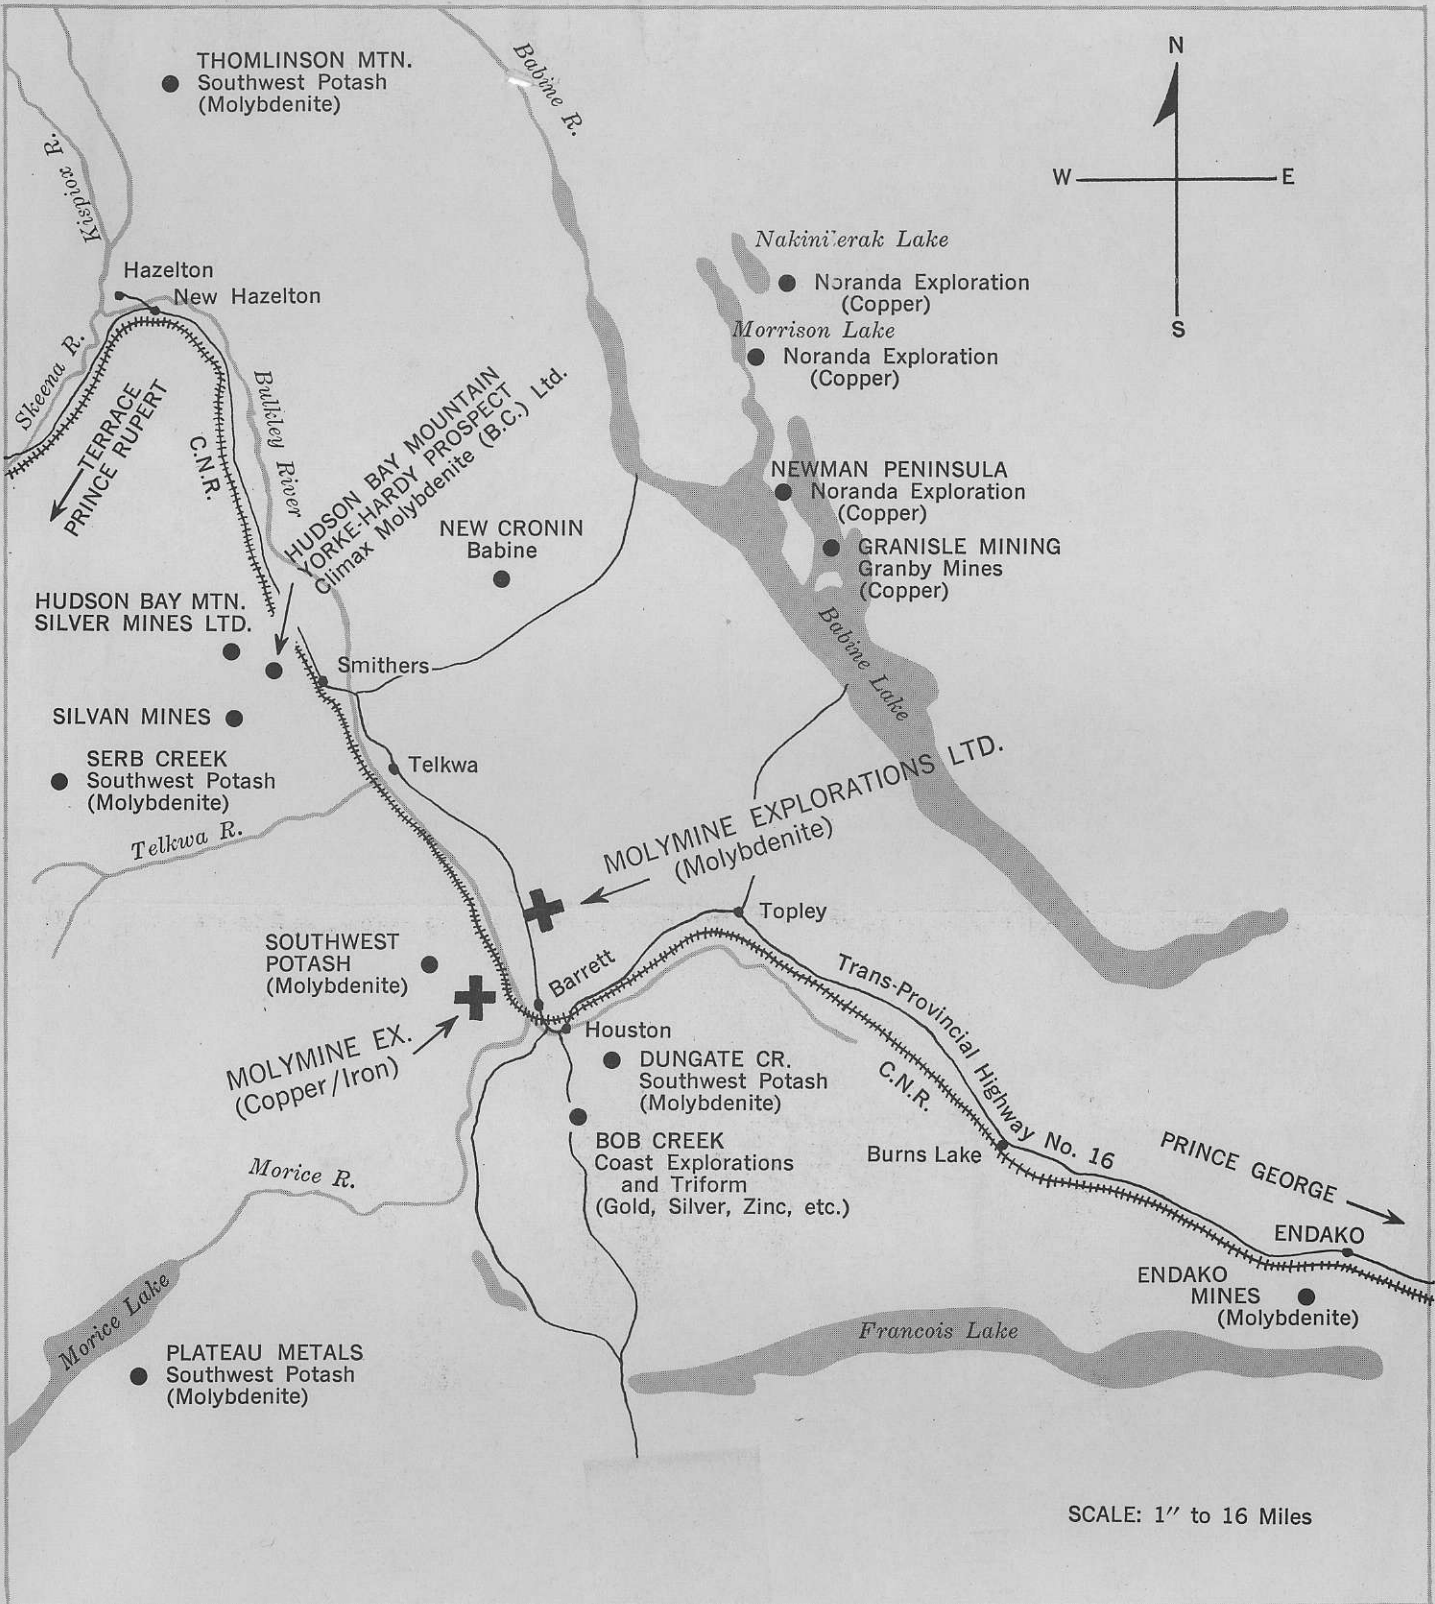 THOMLINSON MTN.
Southwest Potash
(Molybdenite)
Babine R.
N
W
E
S
Kispiox R.
Hazelton
New Hazelton
Skeena R.
TERRACE
PRINCE RUPERT
C.N.R.
Bulkley River
HUDSON BAY MOUNTAIN
YORKE-HARDY PROSPECT
Climax Molybdenite (B.C.) Ltd.
Lake
Noranda Exploration
(Copper)
Morrison Lake
Noranda Exploration
(Copper)
NEWMAN PENINSULA
Noranda Exploration
(Copper)
GRANISLE MINING
Granby Mines
(Copper)
NEW CRONIN
Babine
HUDSON BAY MTN.
SILVER MINES LTD.
Babine Lake
Smithers
SILVAN MINES
SERB CREEK
Southwest Potash
(Molybdenite)
Telkwa
Telkwa R.
MOLYMINE EXPLORATIONS LTD.
(Molybdenite)
Topley
SOUTHWEST
POTASH
(Molybdenite)
Barrett
Trans-Provincial Highway No. 16
Houston
MOLYMINE EX.
(Copper/Iron)
DUNGATE CR.
Southwest Potash
(Molybdenite)
C.N.R.
BOB CREEK
Coast Explorations
and Triform
(Gold, Silver, Zinc, etc.)
Burns Lake
PRINCE GEORGE
Morice R.
ENDAKO
ENDAKO
MINES
(Molybdenite)
Morice Lake
Francois Lake
PLATEAU METALS
Southwest Potash
(Molybdenite)
SCALE: 1″ to 16 Miles